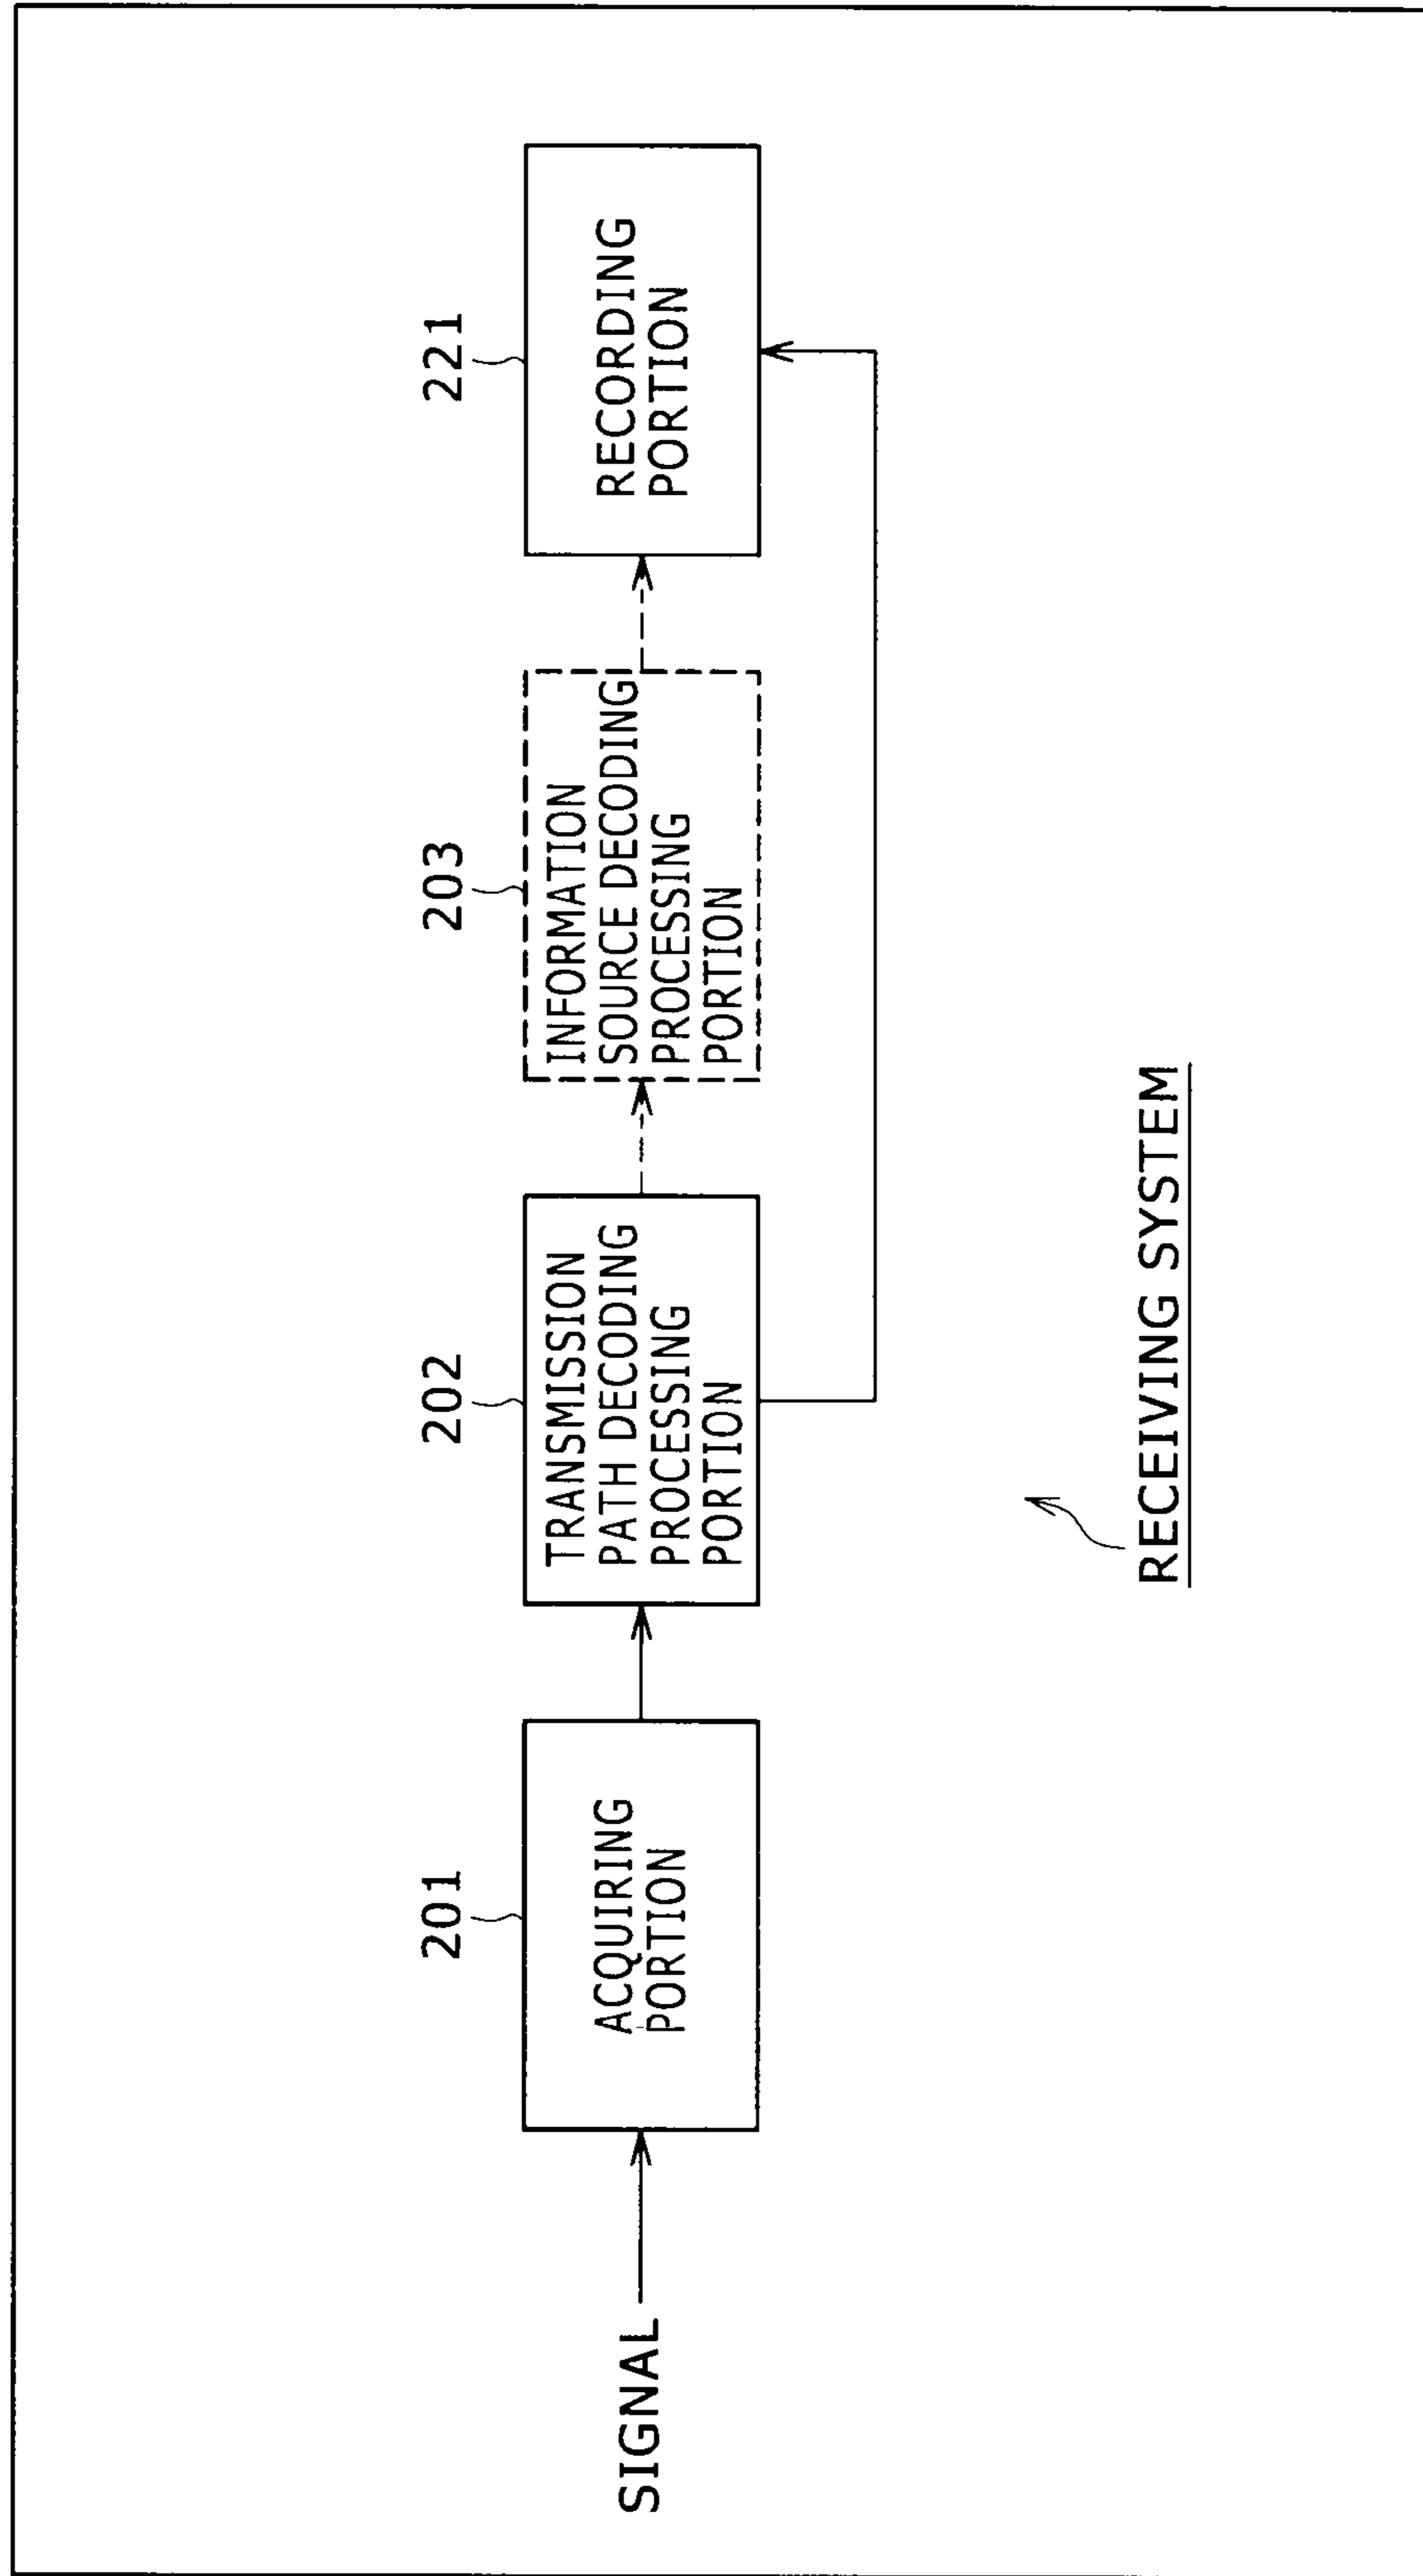 201
202
203
221
SIGNAL
ACQUIRING
PORTION
TRANSMISSION
PATH DECODING
PROCESSING
PORTION
INFORMATION
SOURCE DECODING
PROCESSING
PORTION
RECORDING
PORTION
RECEIVING SYSTEM